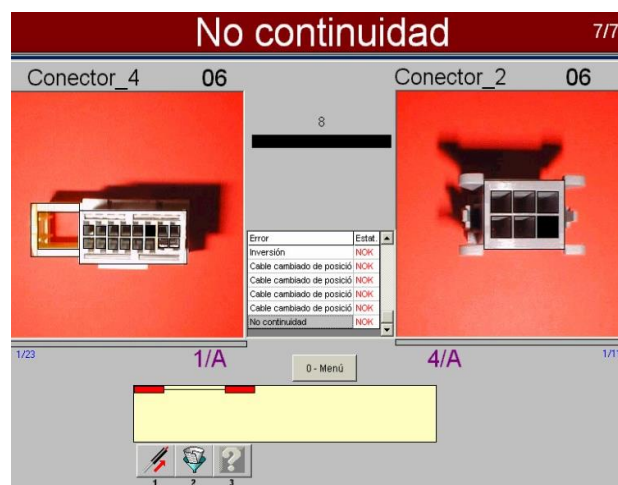 No continuidad
7/7
Conector_4 06
Conector_2 06
8
Error Estat.
Inversión NOK
Cable cambiado de posició NOK
Cable cambiado de posició NOK
Cable cambiado de posició NOK
Cable cambiado de posició NOK
No continuidad NOK
1/23
1/A
0 - Menú
4/A
1/11
1 2 3